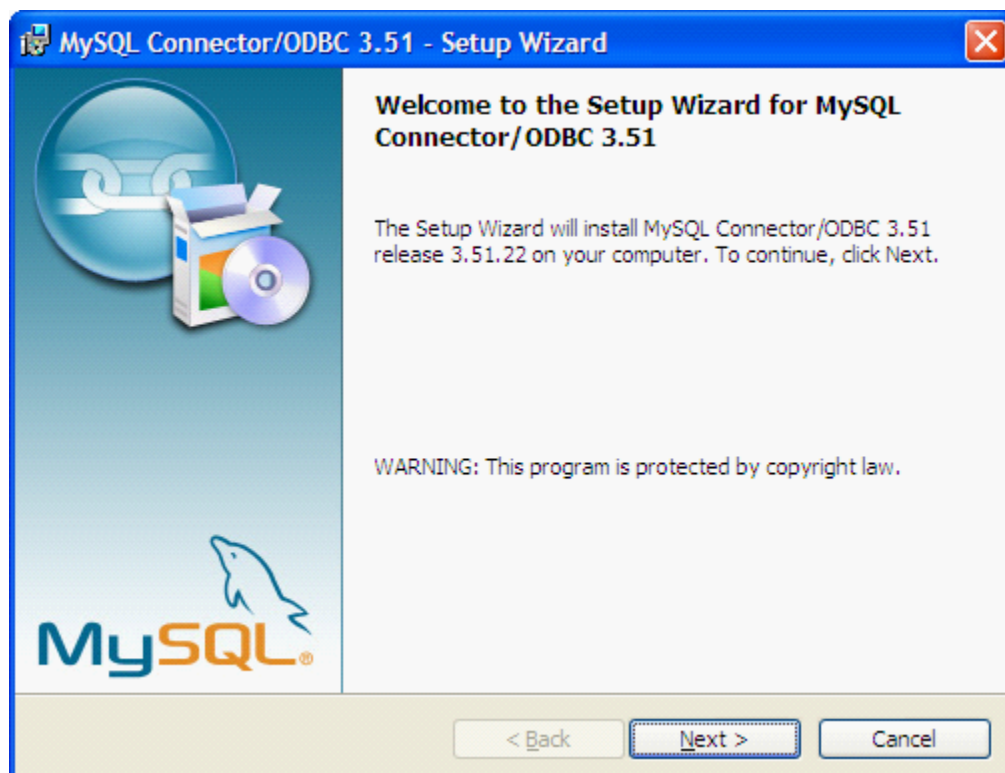 MySQL Connector/ODBC 3.51 - Setup Wizard
Welcome to the Setup Wizard for MySQL
Connector/ODBC 3.51
The Setup Wizard will install MySQL Connector/ODBC 3.51
release 3.51.22 on your computer. To continue, click Next.
WARNING: This program is protected by copyright law.
MySQL®
< Back
Next >
Cancel